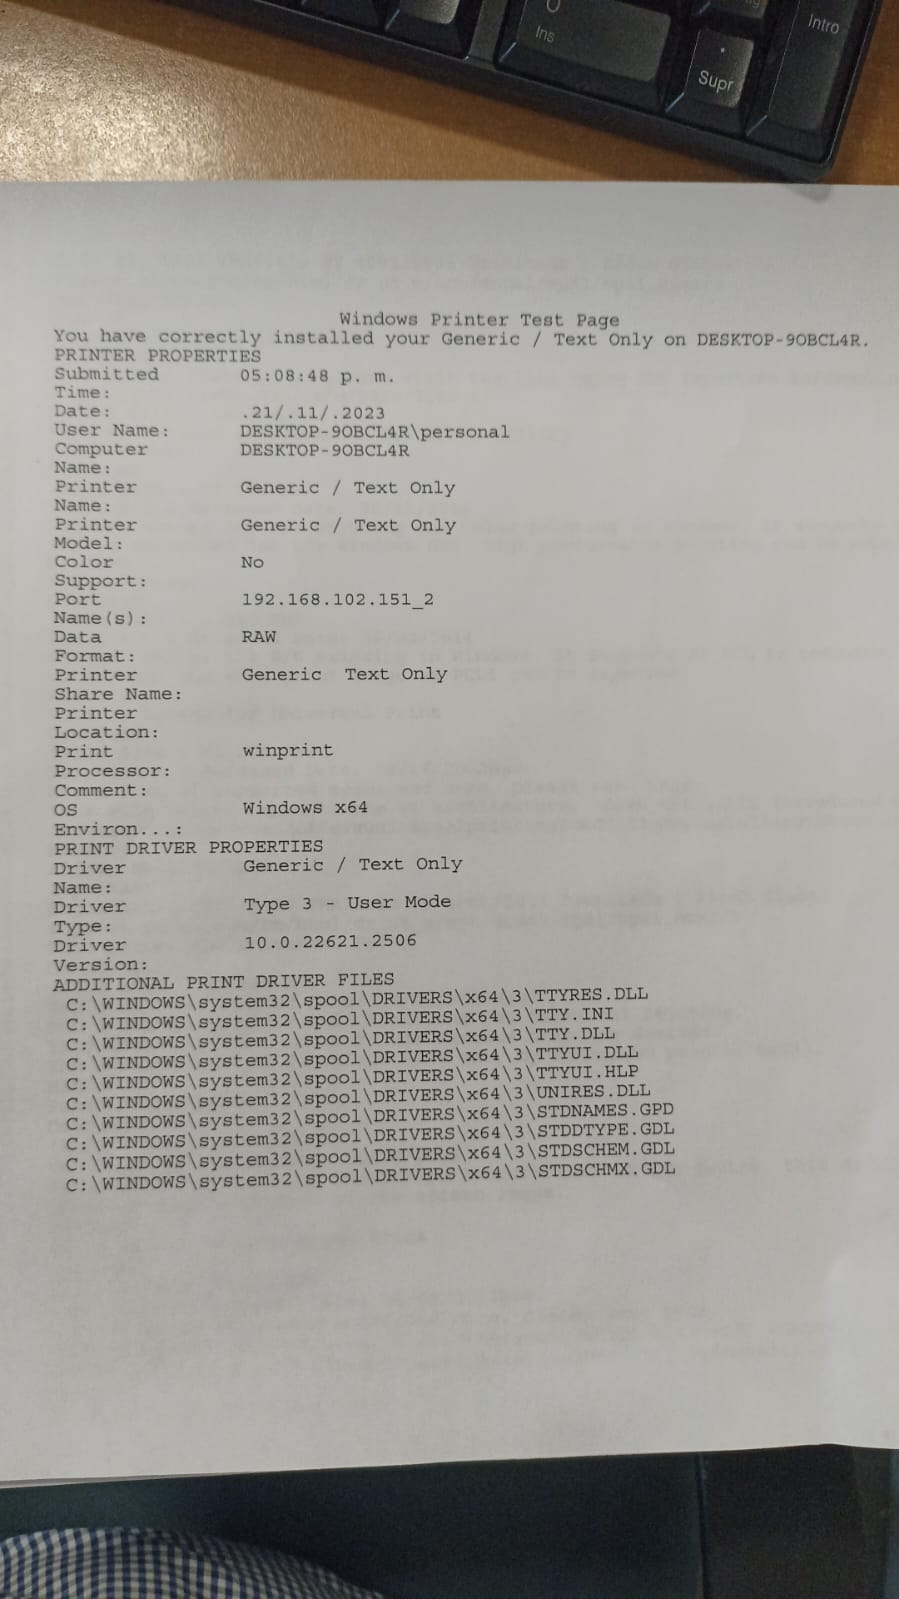 O
Ins
Supr
Intro
Windows Printer Test Page
You have correctly installed your Generic / Text Only on DESKTOP-9OBCL4R.
PRINTER PROPERTIES
Submitted 05:08:48 p. m.
Time:
Date: .21/.11/.2023
User Name: DESKTOP-9OBCL4R\personal
Computer DESKTOP-9OBCL4R
Name:
Printer Generic / Text Only
Name:
Printer Generic / Text Only
Model:
Color No
Support:
Port 192.168.102.151_2
Name(s):
Data RAW
Format:
Printer Generic  Text Only
Share Name:
Printer
Location:
Print winprint
Processor:
Comment:
OS Windows x64
Environ...:
PRINT DRIVER PROPERTIES
Driver Generic / Text Only
Name:
Driver Type 3 - User Mode
Type:
Driver 10.0.22621.2506
Version:
ADDITIONAL PRINT DRIVER FILES
C:\WINDOWS\system32\spool\DRIVERS\x64\3\TTYRES.DLL
C:\WINDOWS\system32\spool\DRIVERS\x64\3\TTY.INI
C:\WINDOWS\system32\spool\DRIVERS\x64\3\TTY.DLL
C:\WINDOWS\system32\spool\DRIVERS\x64\3\TTYUI.DLL
C:\WINDOWS\system32\spool\DRIVERS\x64\3\TTYUI.HLP
C:\WINDOWS\system32\spool\DRIVERS\x64\3\UNIRES.DLL
C:\WINDOWS\system32\spool\DRIVERS\x64\3\STDNAMES.GPD
C:\WINDOWS\system32\spool\DRIVERS\x64\3\STDDTYPE.GDL
C:\WINDOWS\system32\spool\DRIVERS\x64\3\STDSCHEM.GDL
C:\WINDOWS\system32\spool\DRIVERS\x64\3\STDSCHMX.GDL